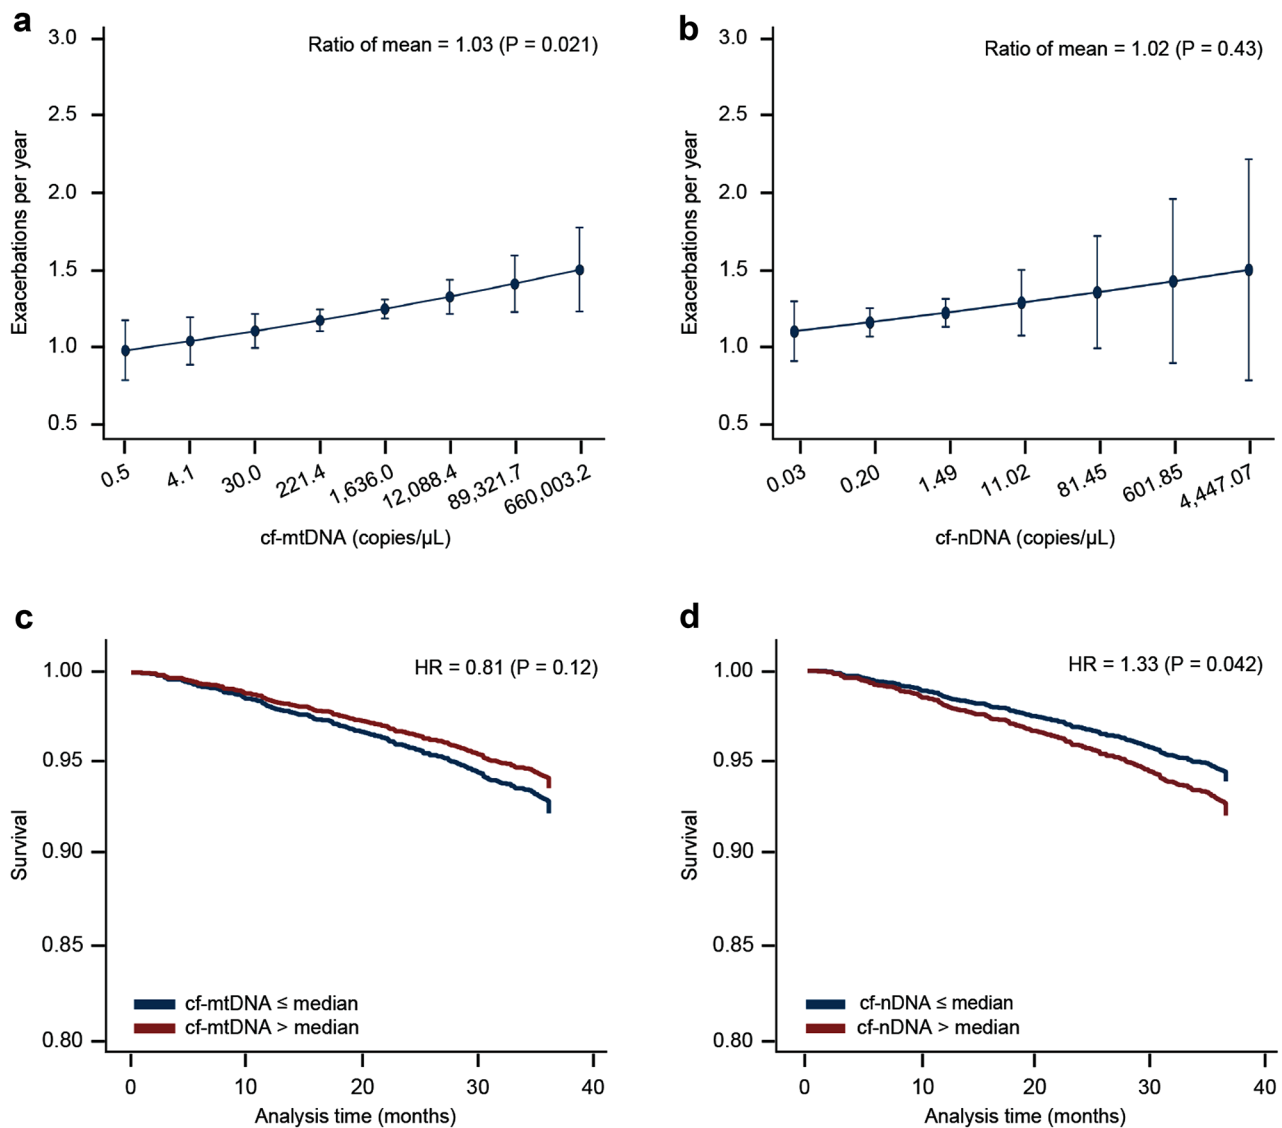 a
Ratio of mean = 1.03 (P = 0.021)
3.0
2.5
2.0
1.5
1.0
0.5
Exacerbations per year
0.5
4.1
30.0
221.4
1,636.0
12,088.4
89,321.7
660,003.2
cf-mtDNA (copies/µL)
b
Ratio of mean = 1.02 (P = 0.43)
3.0
2.5
2.0
1.5
1.0
0.5
Exacerbations per year
0.03
0.20
1.49
11.02
81.45
601.85
4,447.07
cf-nDNA (copies/µL)
c
HR = 0.81 (P = 0.12)
1.00
0.95
0.90
0.85
0.80
Survival
cf-mtDNA ≤ median
cf-mtDNA > median
0
10
20
30
40
Analysis time (months)
d
HR = 1.33 (P = 0.042)
1.00
0.95
0.90
0.85
0.80
Survival
cf-nDNA ≤ median
cf-nDNA > median
0
10
20
30
40
Analysis time (months)